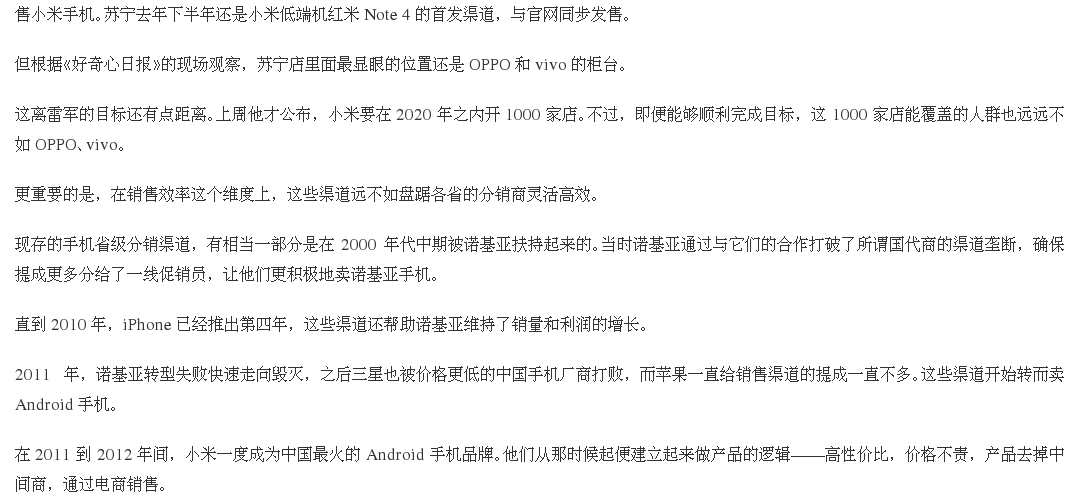 售小米手机。苏宁去年下半年还是小米低端机红米 Note 4 的首发渠道，与官网同步发售。
但根据《好奇心日报》的现场观察，苏宁店里面最显眼的位置还是 OPPO 和 vivo 的柜台。
这离雷军的目标还有点距离。上周他才公布，小米要在 2020 年之内开 1000 家店。不过，即便能够顺利完成目标，这 1000 家店能覆盖的人群也远远不
如 OPPO、vivo。
更重要的是，在销售效率这个维度上，这些渠道远不如盘踞各省的分销商灵活高效。
现存的手机省级分销渠道，有相当一部分是在 2000 年代中期被诺基亚扶持起来的。当时诺基亚通过与它们的合作打破了所谓国代商的渠道垄断，确保
提成更多分给了一线促销员，让他们更积极地卖诺基亚手机。
直到 2010 年，iPhone 已经推出第四年，这些渠道还帮助诺基亚维持了销量和利润的增长。
2011 年，诺基亚转型失败快速走向毁灭，之后三星也被价格更低的中国手机厂商打败，而苹果一直给销售渠道的提成一直不多。这些渠道开始转而卖
Android 手机。
在 2011 到 2012 年间，小米一度成为中国最火的 Android 手机品牌。他们从那时候起便建立起来做产品的逻辑——高性价比，价格不贵，产品去掉中
间商，通过电商销售。